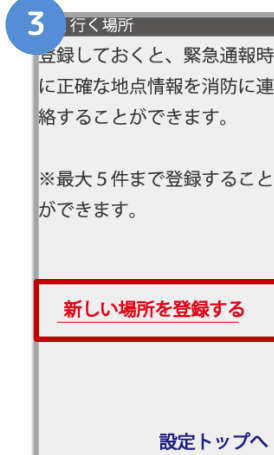 3
行く場所
登録しておくと、緊急通報時
に正確な地点情報を消防に連
絡することができます。
※最大5件まで登録すること
ができます。
新しい場所を登録する
設定トップへ